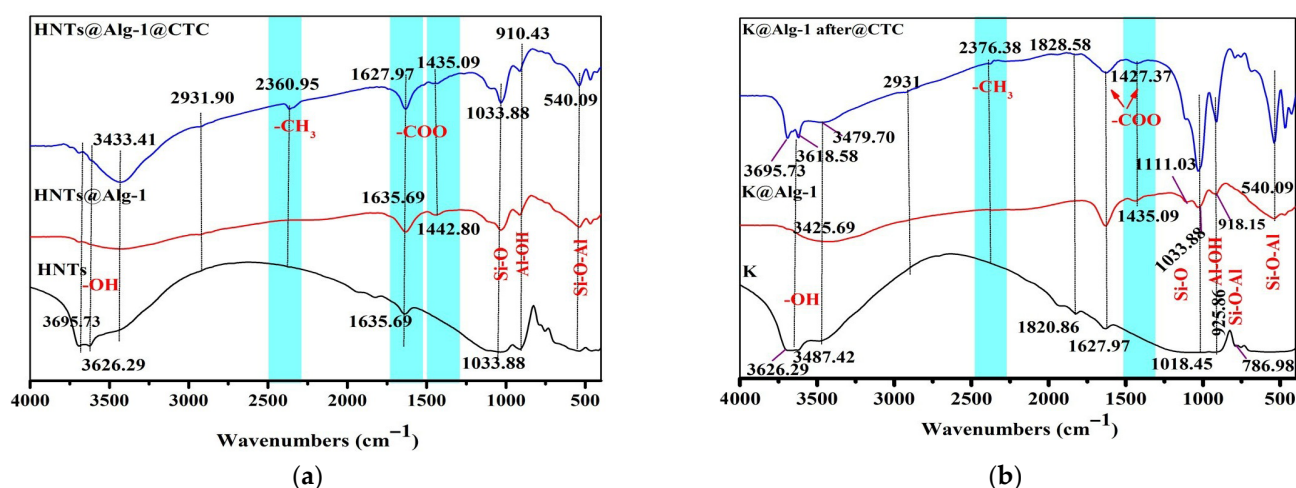 HNTs@Alg-1@CTC
910.43
2360.95
1627.97
1435.09
2931.90
1033.88
540.09
-CH3
3433.41
-COO
HNTs@Alg-1
1635.69
1442.80
HNTs
-OH
Si-O
Al-OH
Si-O-Al
3695.73
1635.69
3626.29
1033.88
4000 3500 3000 2500 2000 1500 1000 500
Wavenumbers (cm−1)
(a)
K@Alg-1 after@CTC
2376.38
1828.58
2931
1427.37
-CH3
-COO
3479.70
3618.58
3695.73
1111.03
K@Alg-1
540.09
3425.69
1435.09
1033.88
918.15
K
-OH
Si-O
Al-OH
925.86
Si-O-Al
Si-O-Al
1820.86
3487.42
1627.97
3626.29
1018.45
786.98
4000 3500 3000 2500 2000 1500 1000 500
Wavenumbers (cm−1)
(b)